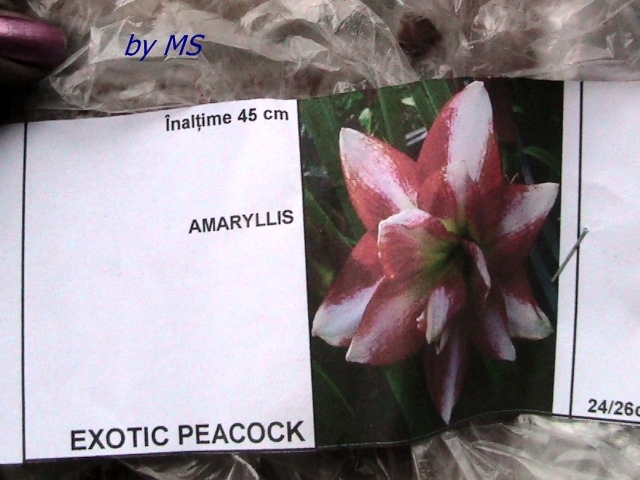 by MS
Înalțime 45 cm
AMARYLLIS
EXOTIC PEACOCK
24/26c